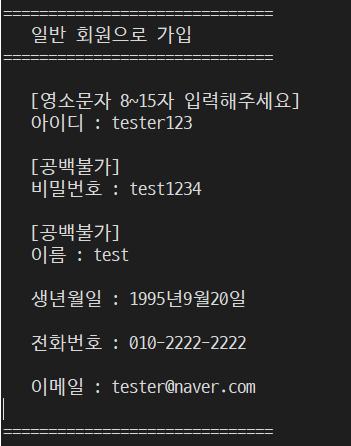 ==============================
일반 회원으로 가입
==============================
[영소문자 8~15자 입력해주세요]
아이디 : tester123
[공백불가]
비밀번호 : test1234
[공백불가]
이름 : test
생년월일 : 1995년9월20일
전화번호 : 010-2222-2222
이메일 : tester@naver.com
==============================